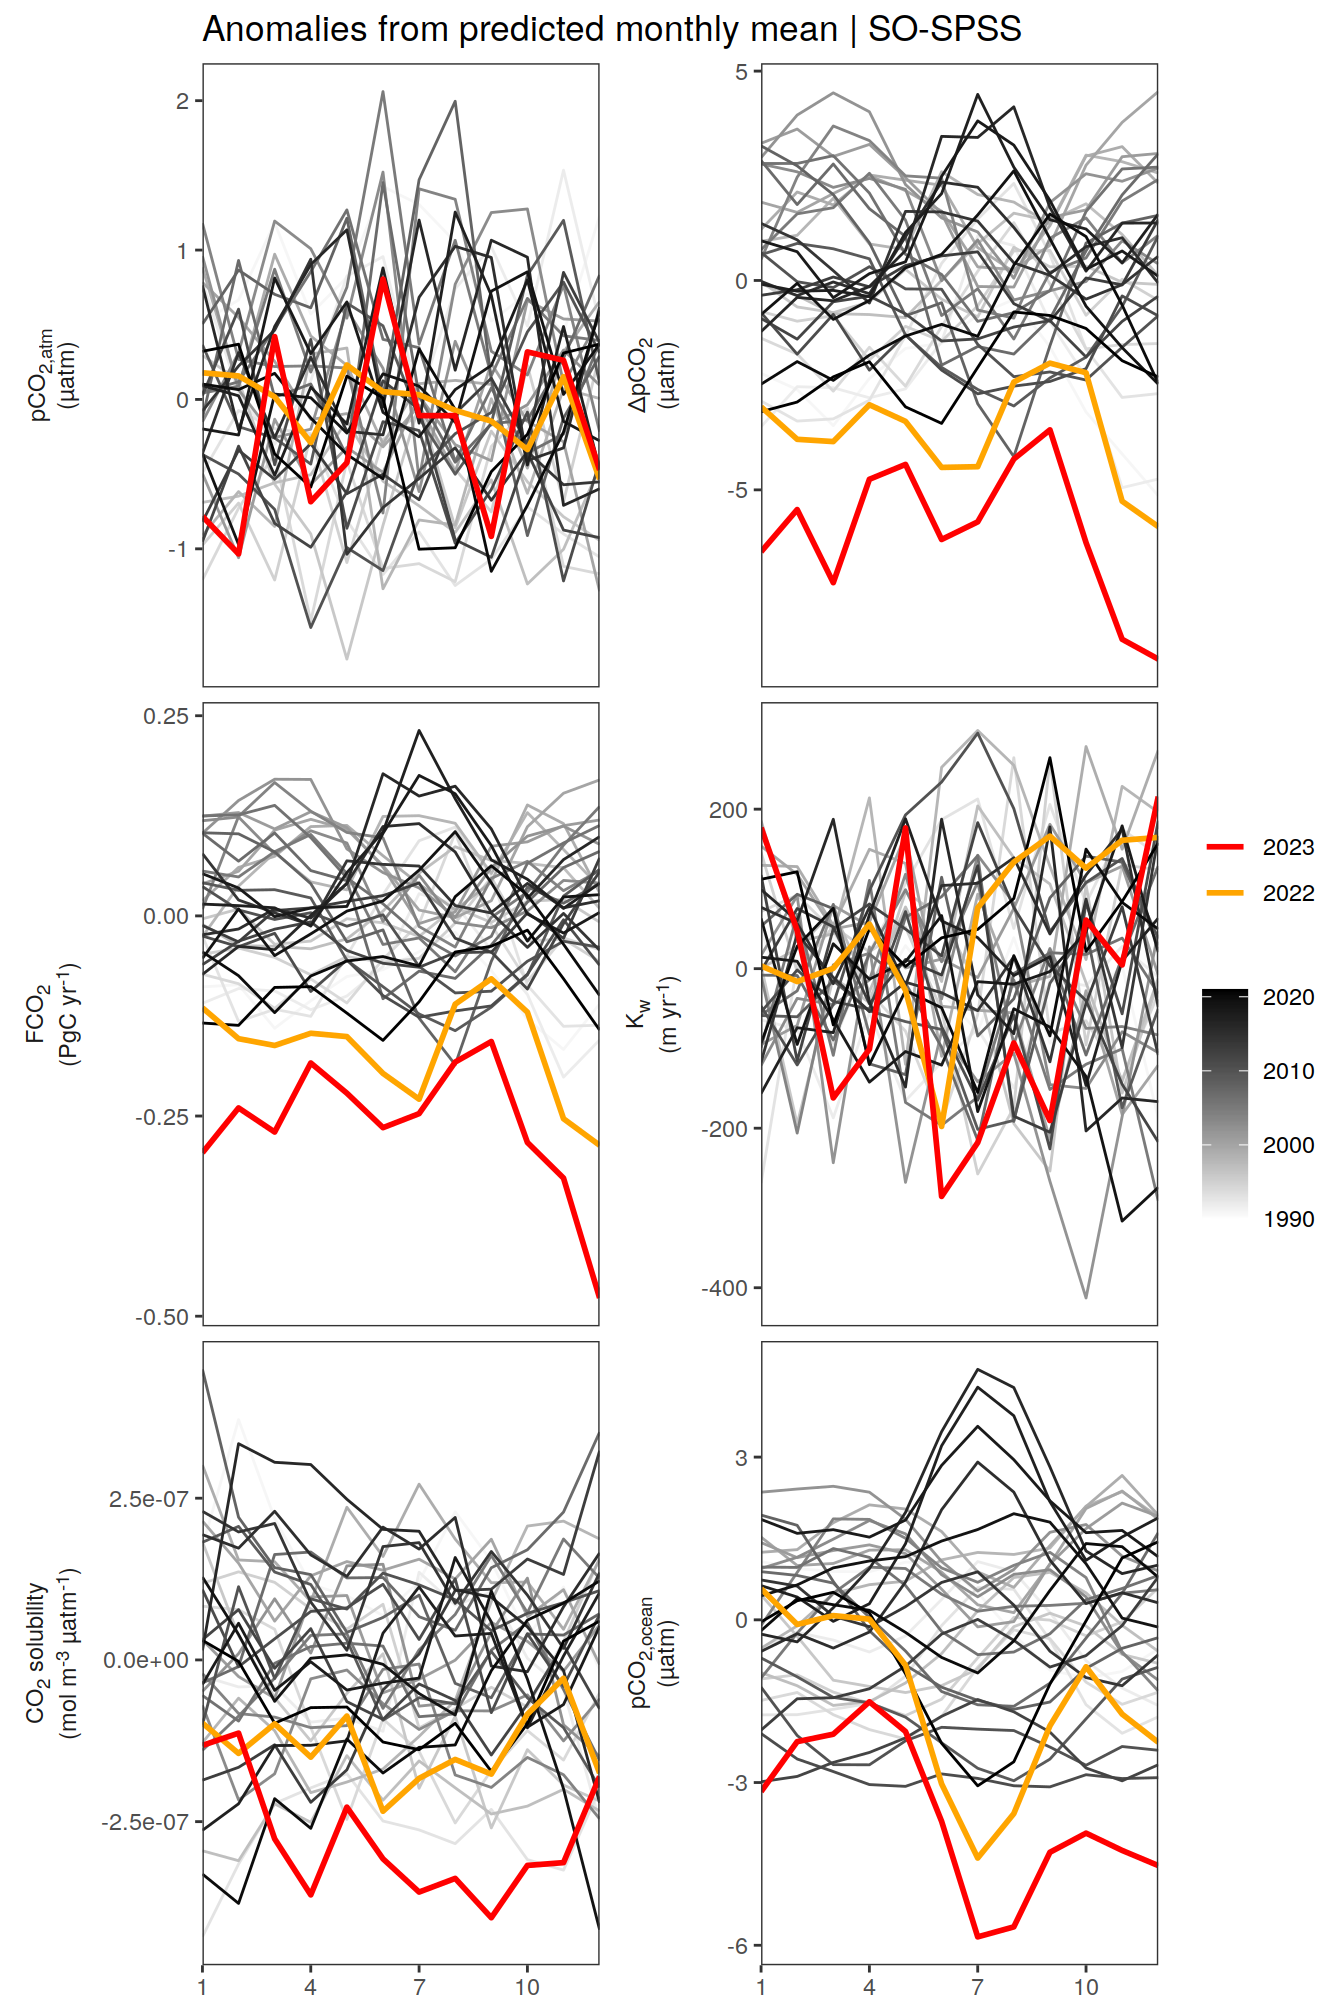 Anomalies from predicted monthly mean | SO-SPSS
pCO2,atm
(µatm)
2
1
0
-1
ΔpCO2
(µatm)
5
0
-5
FCO2
(PgC yr-1)
0.25
0.00
-0.25
-0.50
Kw
(m yr-1)
200
0
-200
-400
2023
2022
2020
2010
2000
1990
CO2 solubility
(mol m-3 µatm-1)
2.5e-07
0.0e+00
-2.5e-07
1 4 7 10
pCO2,ocean
(µatm)
3
0
-3
-6
1 4 7 10